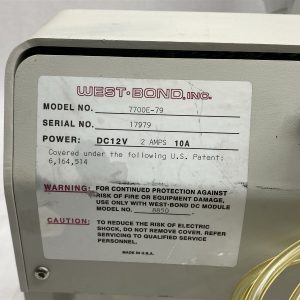 WEST·BOND, INC.
MODEL NO. 7700E-79
SERIAL NO. 17979
POWER: DC12V 2 AMPS 10A
Covered under the following U.S. Patent:
6,164,514
WARNING: FOR CONTINUED PROTECTION AGAINST
RISK OF FIRE OR EQUIPMENT DAMAGE,
USE ONLY WITH WEST·BOND DC MODULE
MODEL NO. 8850
CAUTION: TO REDUCE THE RISK OF ELECTRIC
SHOCK, DO NOT REMOVE COVER. REFER
SERVICING TO QUALIFIED SERVICE
PERSONNEL.
MADE IN U.S.A.